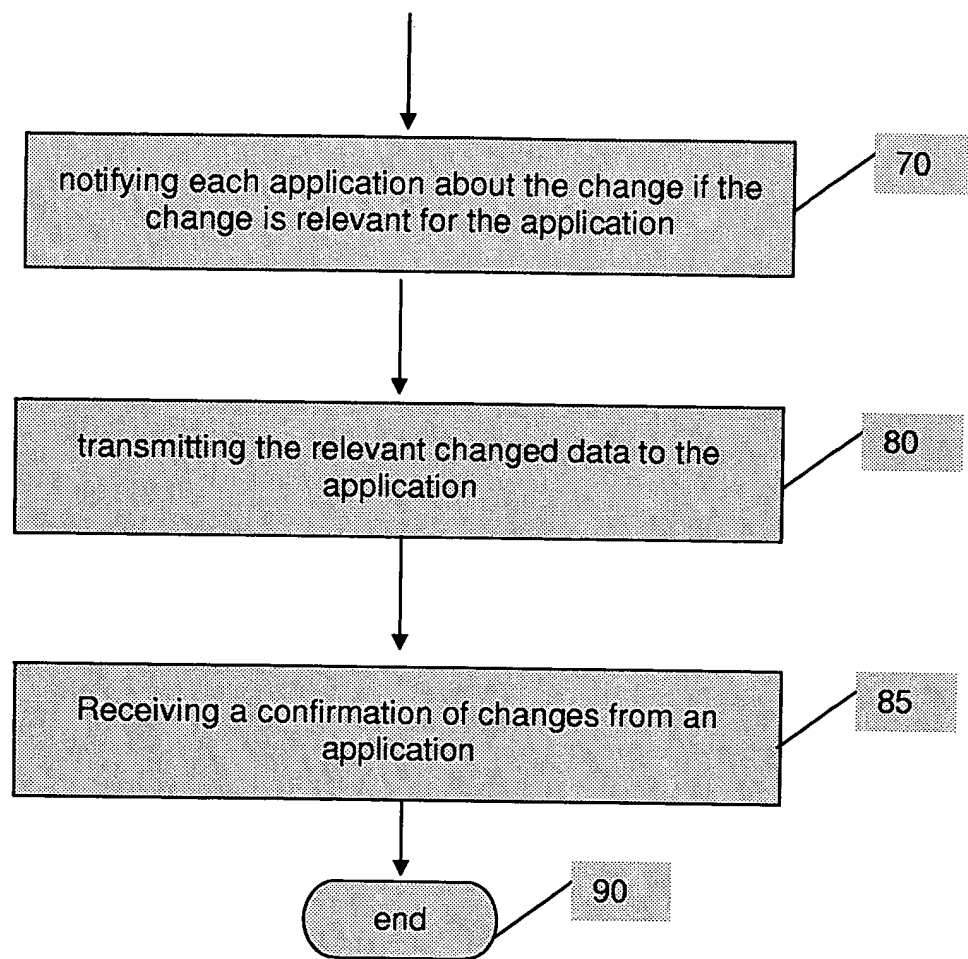 notifying each application about the change if the
change is relevant for the application
70
transmitting the relevant changed data to the
application
80
Receiving a confirmation of changes from an
application
85
end
90